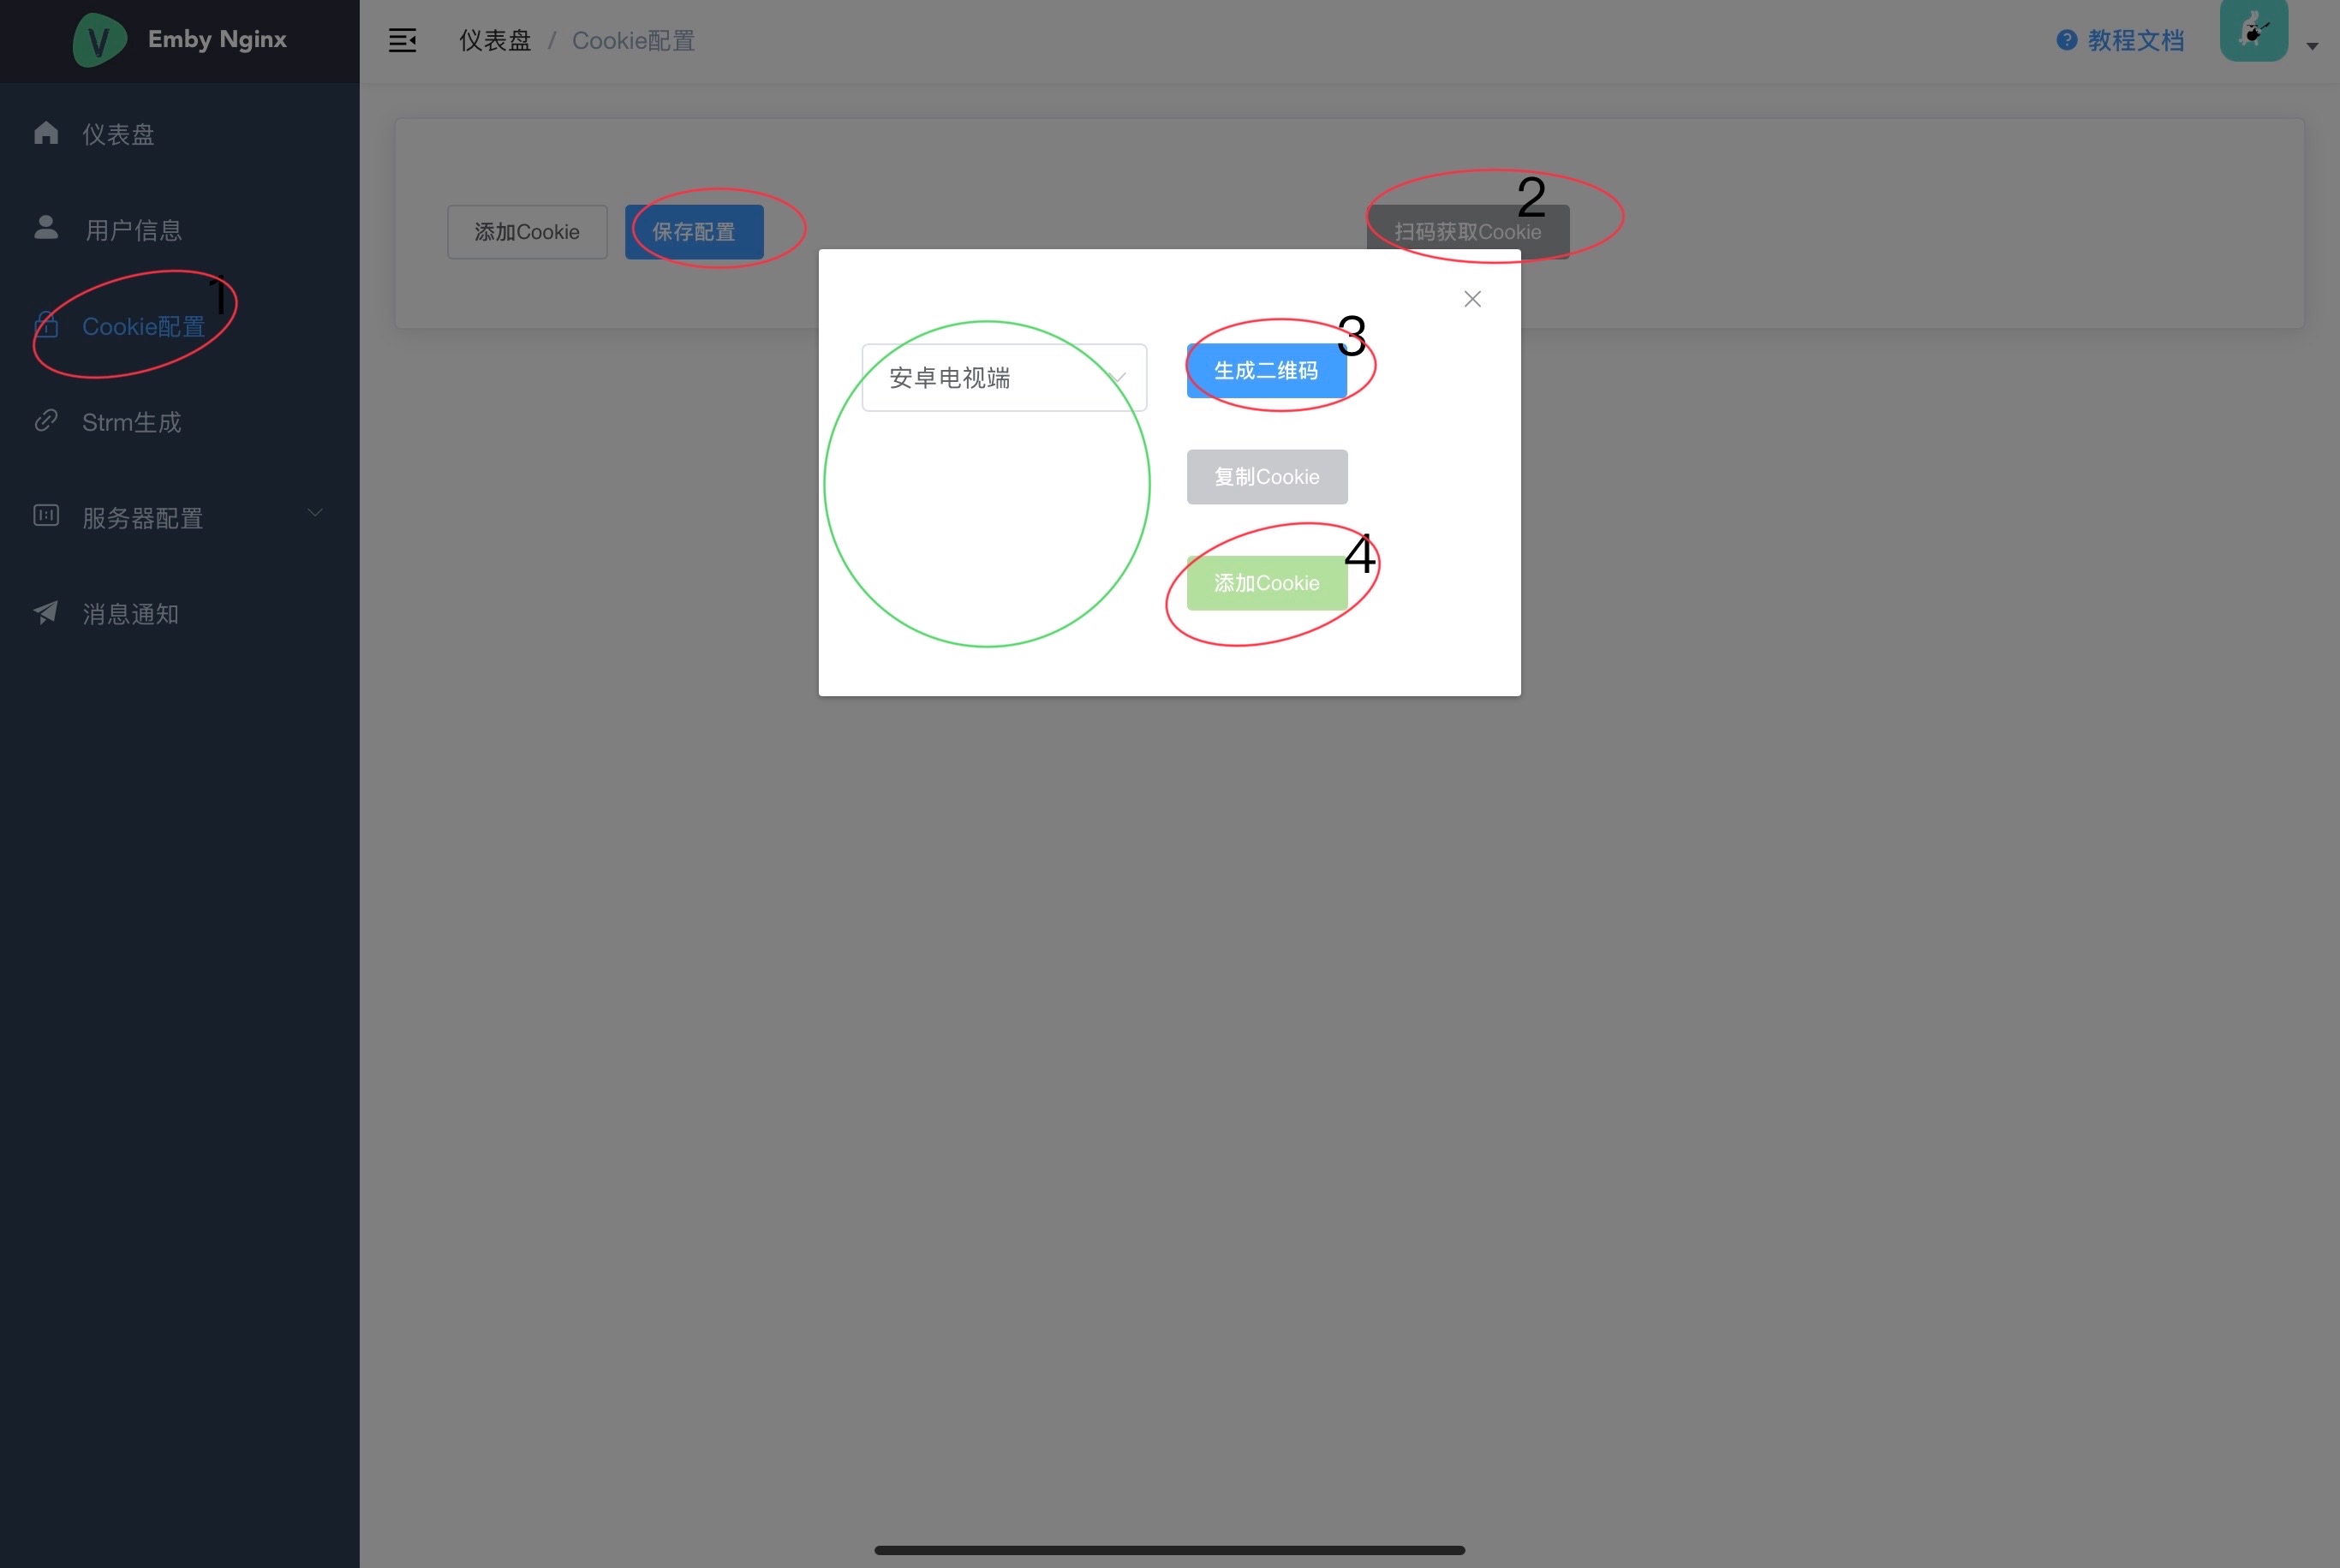 Emby Nginx
仪表盘 / Cookie配置
教程文档
仪表盘
用户信息
1
Cookie配置
Strm生成
服务器配置
消息通知
添加Cookie
保存配置
2
扫码获取Cookie
安卓电视端
3
生成二维码
复制Cookie
4
添加Cookie